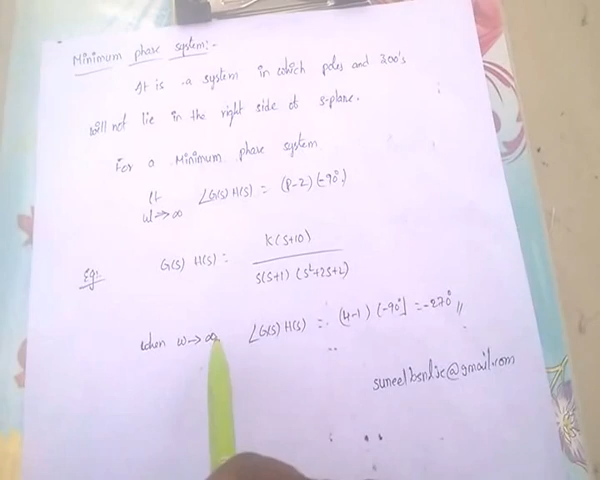 Minimum phase system:-
It is a system in which poles and zoo's
will not lie in the right side of s-plane.
For a Minimum phase system
lt
w→∞ ∠G(s) H(s) = (P-Z)(-90°)
Eg:- G(s) H(s) = K(s+10)
s(s+1) (s²+2s+2)
when w→∞ ∠G(s) H(s) = (4-1) (-90°] = -270° //
suneelbsnljc@gmail.com